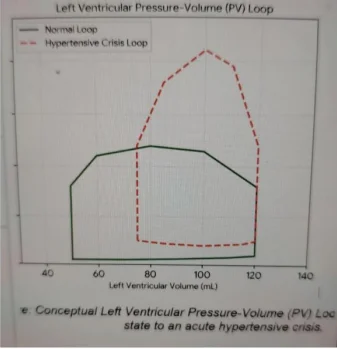 Left Ventricular Pressure-Volume (PV) Loop
Normal Loop
Hypertensive Crisis Loop
40 60 80 100 120 140
Left Ventricular Volume (mL)
e: Conceptual Left Ventricular Pressure-Volume (PV) Loo
state to an acute hypertensive crisis.